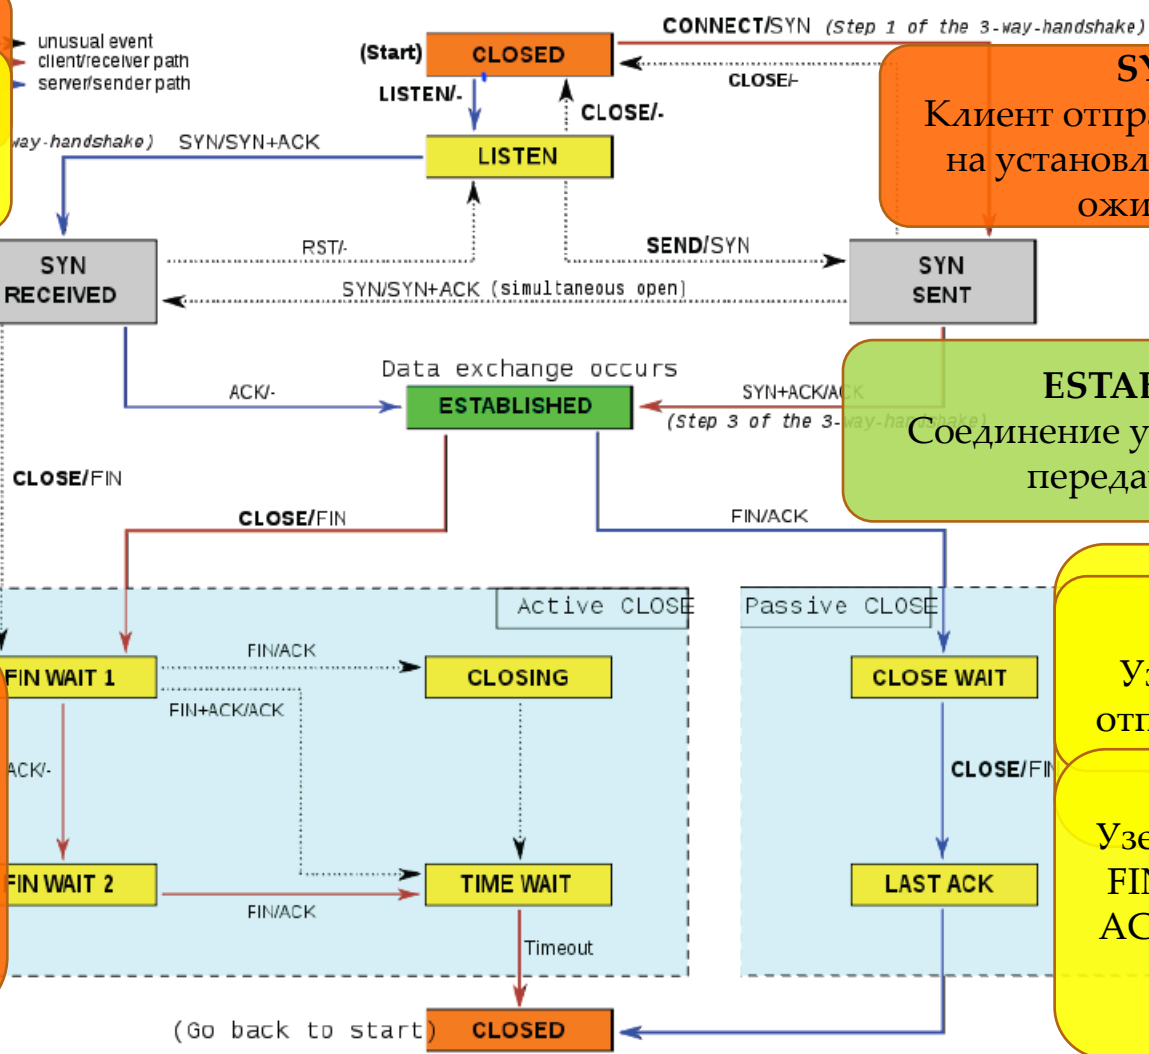 unusual event
client/receiver path
server/sender path
CONNECT/SYN (Step 1 of the 3-way-handshake)
(Start) CLOSED
CLOSE/-
LISTEN/-
CLOSE/-
Клиент
на
way-handshake) SYN/SYN+ACK
LISTEN
RST/-
SEND/SYN
SYN
RECEIVED
SYN
SENT
SYN/SYN+ACK (simultaneous open)
Data exchange occurs
ACK/-
ESTABLISHED
SYN+ACK/ACK
(Step 3 of the 3-way-handshake)
Соединение
CLOSE/FIN
CLOSE/FIN
FIN/ACK
Active CLOSE
Passive CLOSE
FIN WAIT 1
FIN/ACK
CLOSING
CLOSE WAIT
FIN+ACK/ACK
ACK/-
CLOSE/FIN
FIN WAIT 2
FIN/ACK
TIME WAIT
LAST ACK
Timeout
(Go back to start) CLOSED